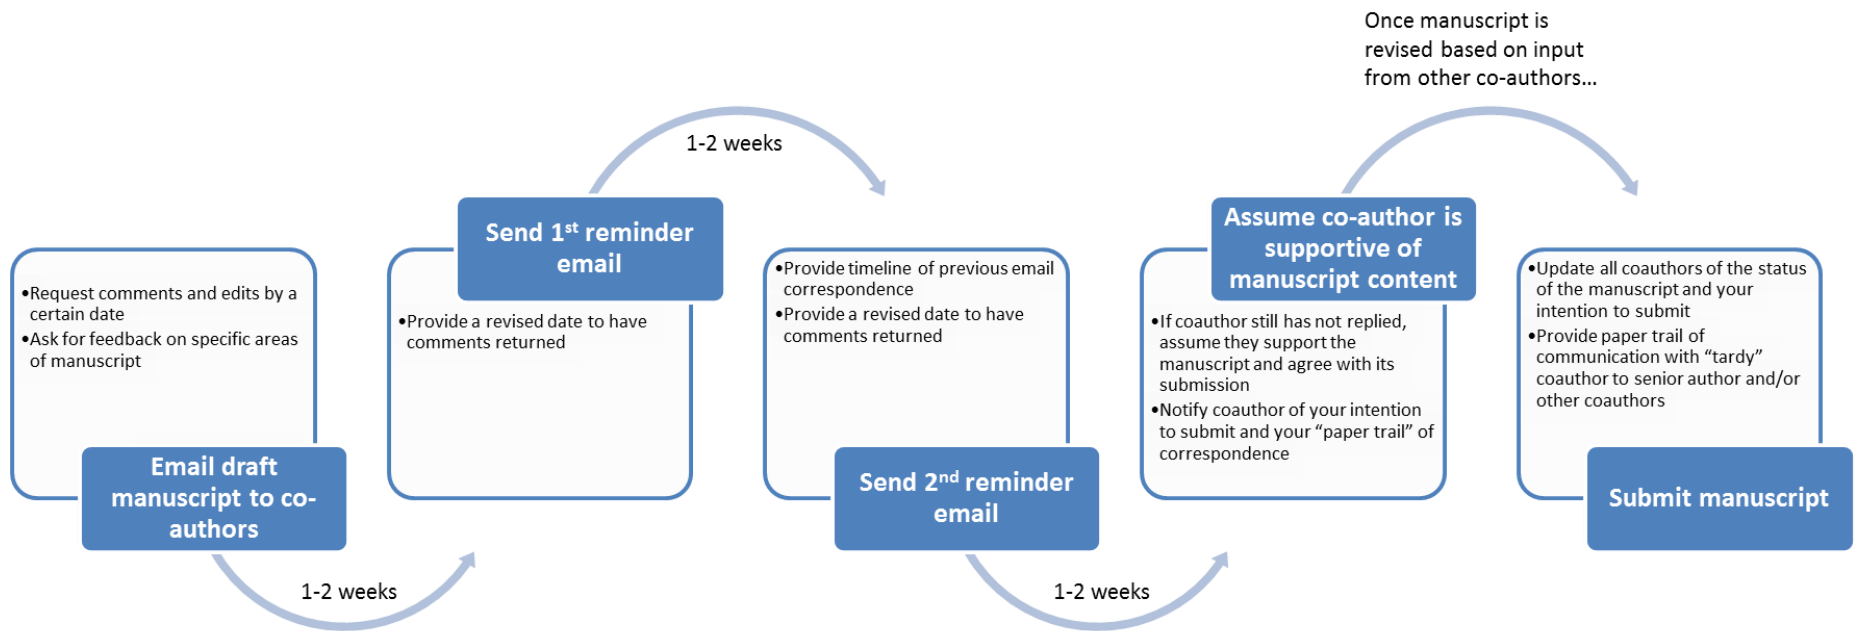 •Request comments and edits by a
certain date
•Ask for feedback on specific areas
of manuscript
Email draft
manuscript to co-
authors
1-2 weeks
Send 1st reminder
email
•Provide a revised date to have
comments returned
1-2 weeks
•Provide timeline of previous email
correspondence
•Provide a revised date to have
comments returned
Send 2nd reminder
email
1-2 weeks
Assume co-author is
supportive of
manuscript content
•If coauthor still has not replied,
assume they support the
manuscript and agree with its
submission
•Notify coauthor of your intention
to submit and your “paper trail” of
correspondence
Once manuscript is
revised based on input
from other co-authors...
•Update all coauthors of the status
of the manuscript and your
intention to submit
•Provide paper trail of
communication with “tardy”
coauthor to senior author and/or
other coauthors
Submit manuscript